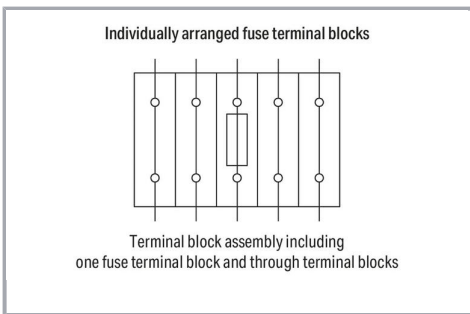 Individually arranged fuse terminal blocks
Terminal block assembly including
one fuse terminal block and through terminal blocks